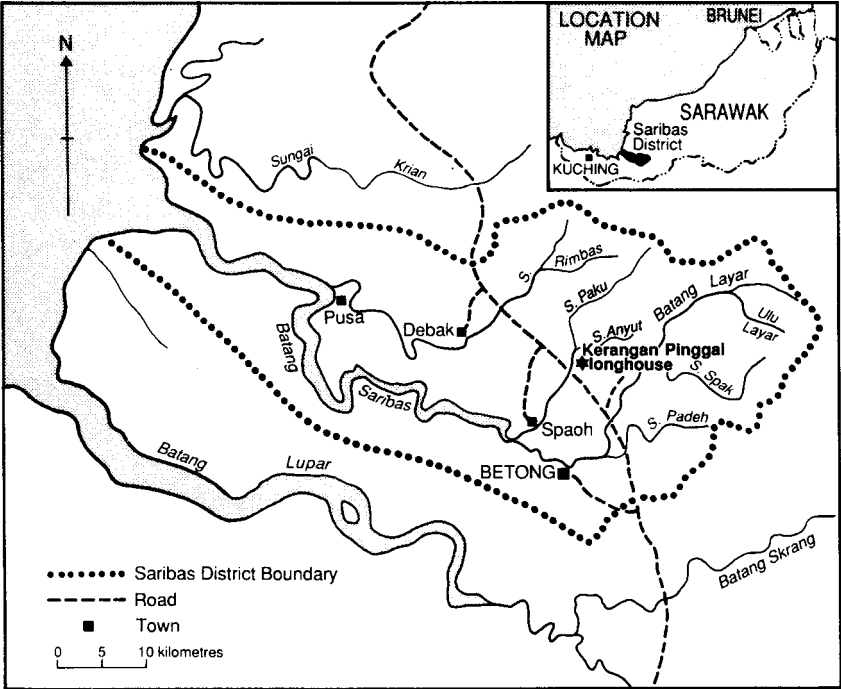 LOCATION
MAP
BRUNEI
SARAWAK
Saribas
District
KUCHING
N
Sungai
Krian
S. Rimbas
S. Paku
Batang Layar
Ulu
Layar
Pusa
Debak
S. Anyut
Kerangan Pinggai
longhouse
S. Spak
Batang
Saribas
Spaoh
S. Padeh
BETONG
Batang
Lupar
Batang Skrang
Saribas District Boundary
Road
Town
0 5 10 kilometres